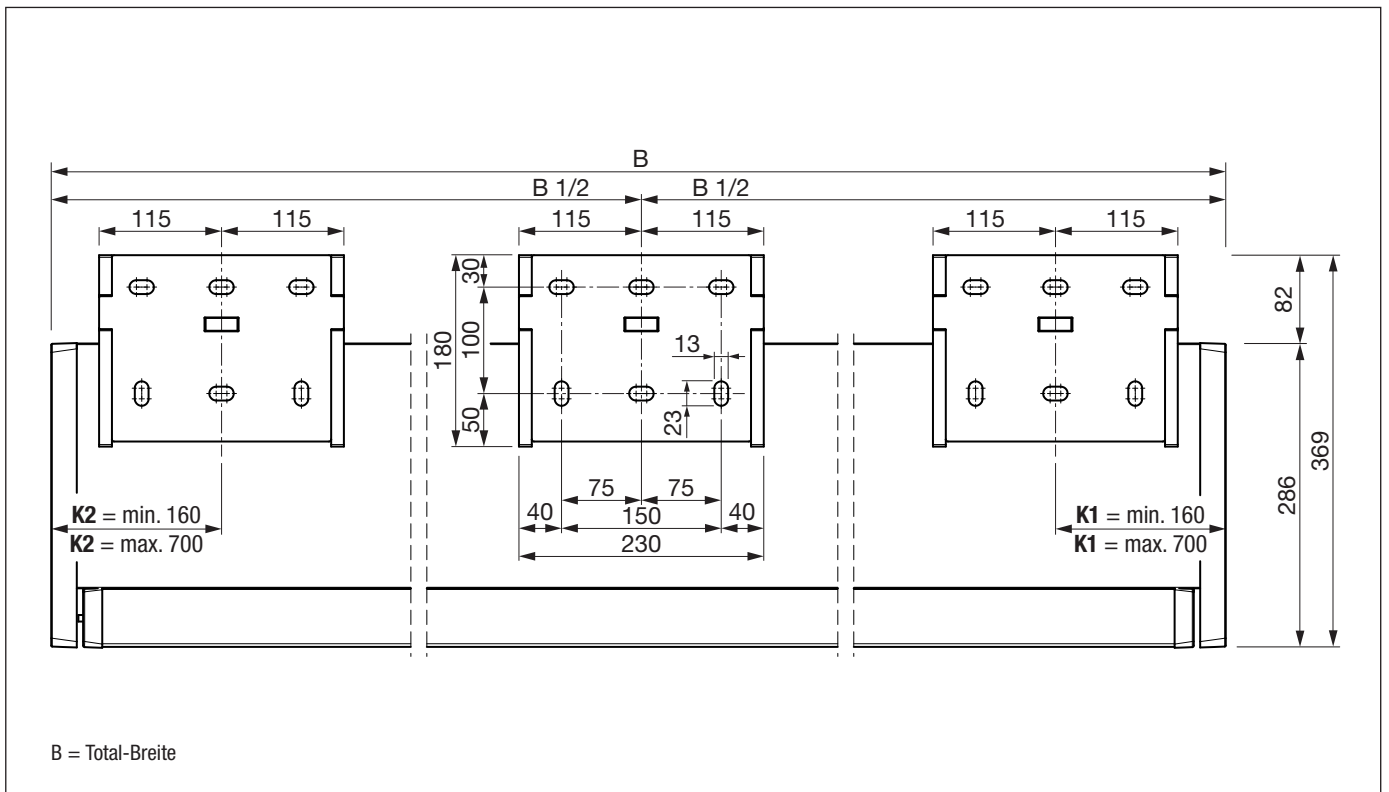 B
B 1/2 B 1/2
115 115 115 115 115 115
30
82
13
180
100
50
23
369
286
75 75
K2 = min. 160
K2 = max. 700
40 150 40
230
K1 = min. 160
K1 = max. 700
B = Total-Breite